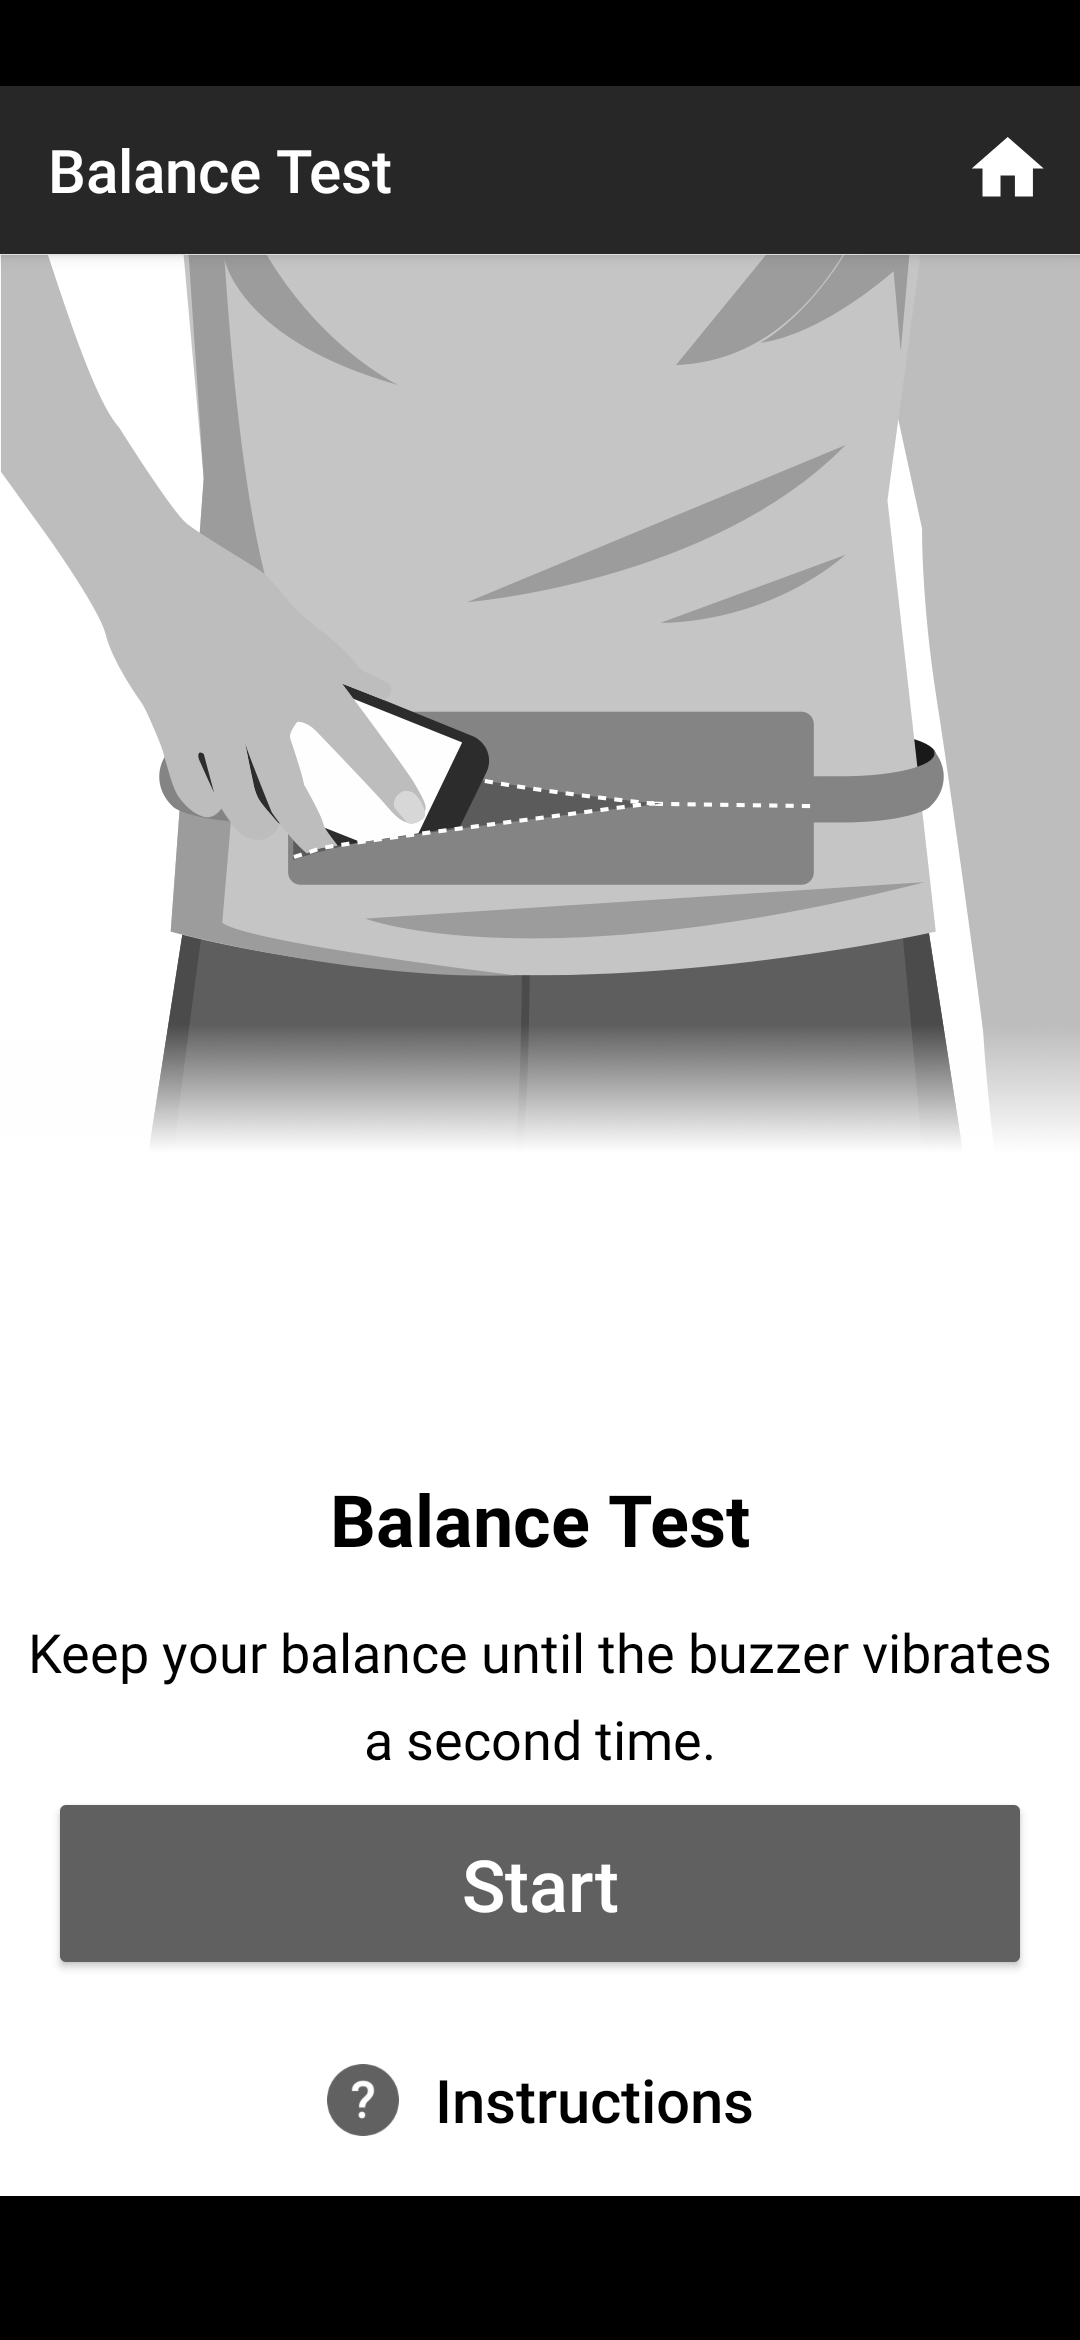 Balance Test
Balance Test
Keep your balance until the buzzer vibrates
a second time.
Start
?
Instructions